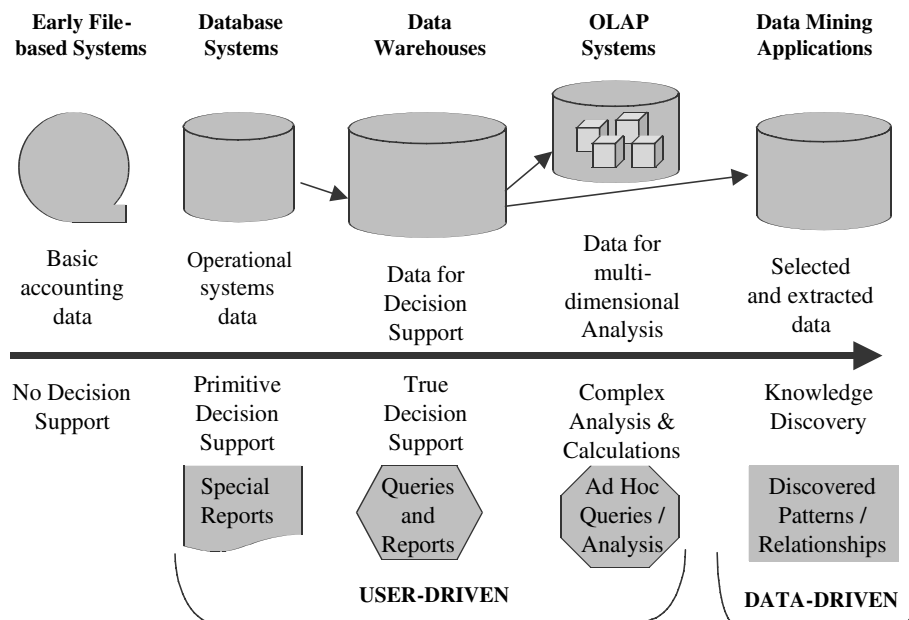 Early File-
based Systems
Database
Systems
Data
Warehouses
OLAP
Systems
Data Mining
Applications
Basic
accounting
data
Operational
systems
data
Data for
Decision
Support
Data for
multi-
dimensional
Analysis
Selected
and extracted
data
No Decision
Support
Primitive
Decision
Support
True
Decision
Support
Complex
Analysis &
Calculations
Knowledge
Discovery
Special
Reports
Queries
and
Reports
Ad Hoc
Queries /
Analysis
Discovered
Patterns /
Relationships
USER-DRIVEN
DATA-DRIVEN